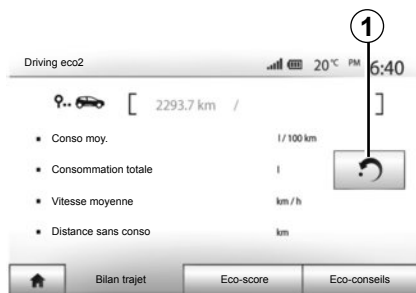 1
Driving eco2 20°C PM 6:40
[ 2293.7 km / ]
Conso moy. l/100 km
Consommation totale l
Vitesse moyenne km/h
Distance sans conso km
Bilan trajet Eco-score Eco-conseils